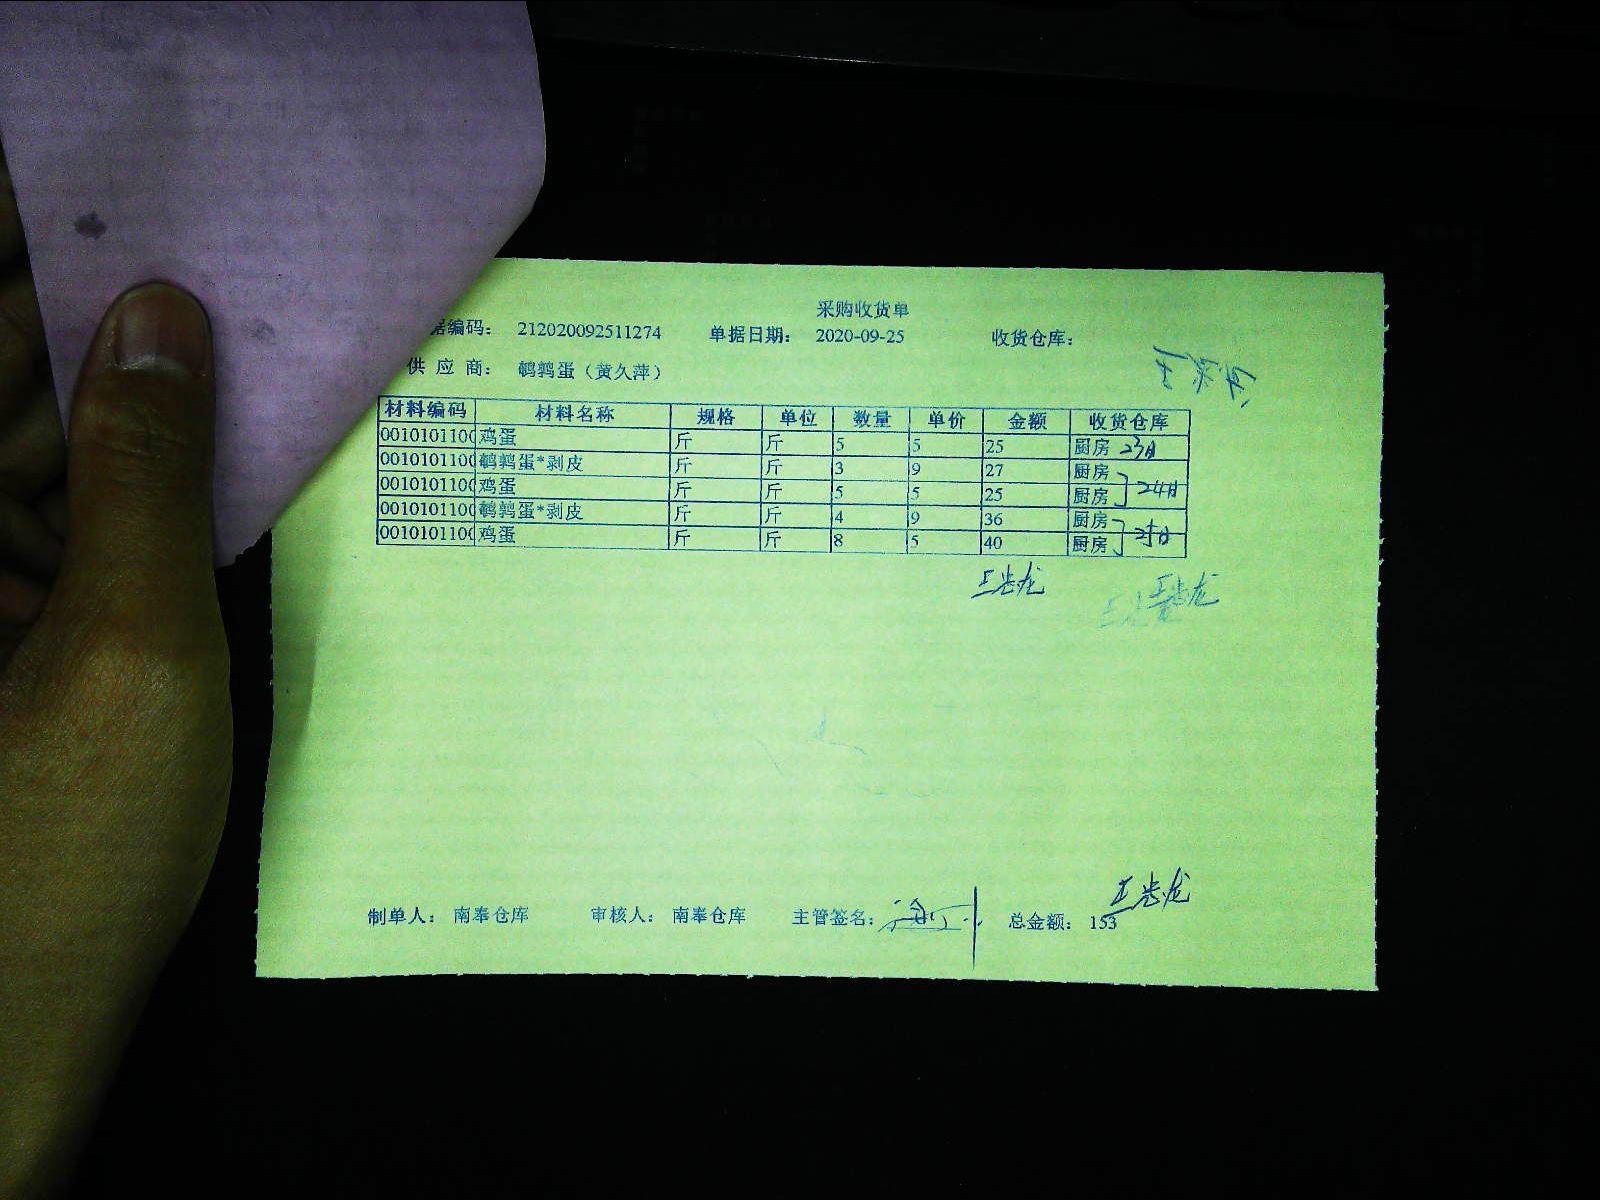 采购收货单
据编码： 212020092511274 单据日期： 2020-09-25 收货仓库：
供 应 商： 鹌鹑蛋（黄久萍）
材料编码 材料名称 规格 单位 数量 单价 金额 收货仓库
0010101100 鸡蛋 斤 斤 5 5 25 厨房 23日
0010101100 鹌鹑蛋*剥皮 斤 斤 3 9 27 厨房
0010101100 鸡蛋 斤 斤 5 5 25 厨房 24日
0010101100 鹌鹑蛋*剥皮 斤 斤 4 9 36 厨房
0010101100 鸡蛋 斤 斤 8 5 40 厨房 25日
制单人： 南奉仓库 审核人： 南奉仓库 主管签名： 总金额： 153